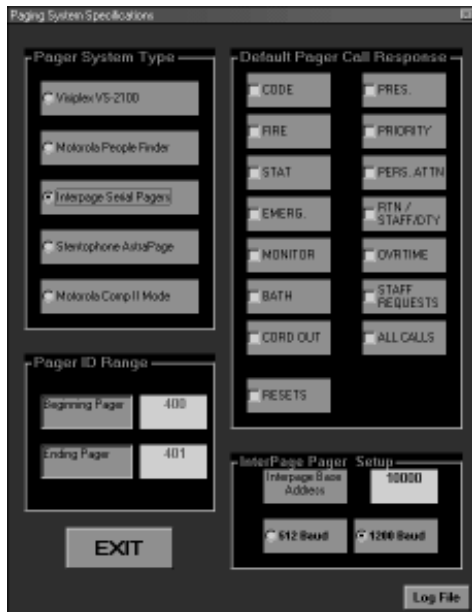 Paging System Specifications
Pager System Type
Visiplex VS-2100
Motorola People Finder
Interpage Serial Pagers
Stentophone AstraPage
Motorola Comp II Mode
Default Pager Call Response
CODE
PRES.
FIRE
PRIORITY
STAT
PERS. ATTN
EMERG.
RTN /
STAFF/DTY
MONITOR
OVRTIME
BATH
STAFF
REQUESTS
CORD OUT
ALL CALLS
RESETS
Pager ID Range
Beginning Pager
400
Ending Pager
401
InterPage Pager Setup
Interpage Base
Address
10000
512 Baud
1200 Baud
EXIT
Log File